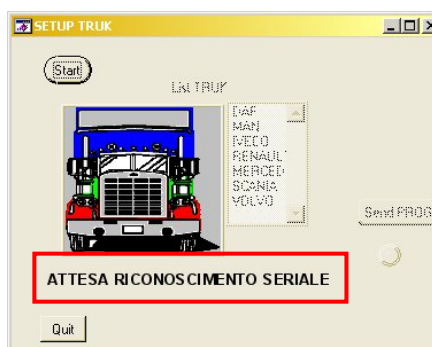 SETUP TRUK
Start
List TRUK
DAF
MAN
IVECO
RENAULT
MERCED
SCANIA
VOLVO
Send PROG
ATTESA RICONOSCIMENTO SERIALE
Quit